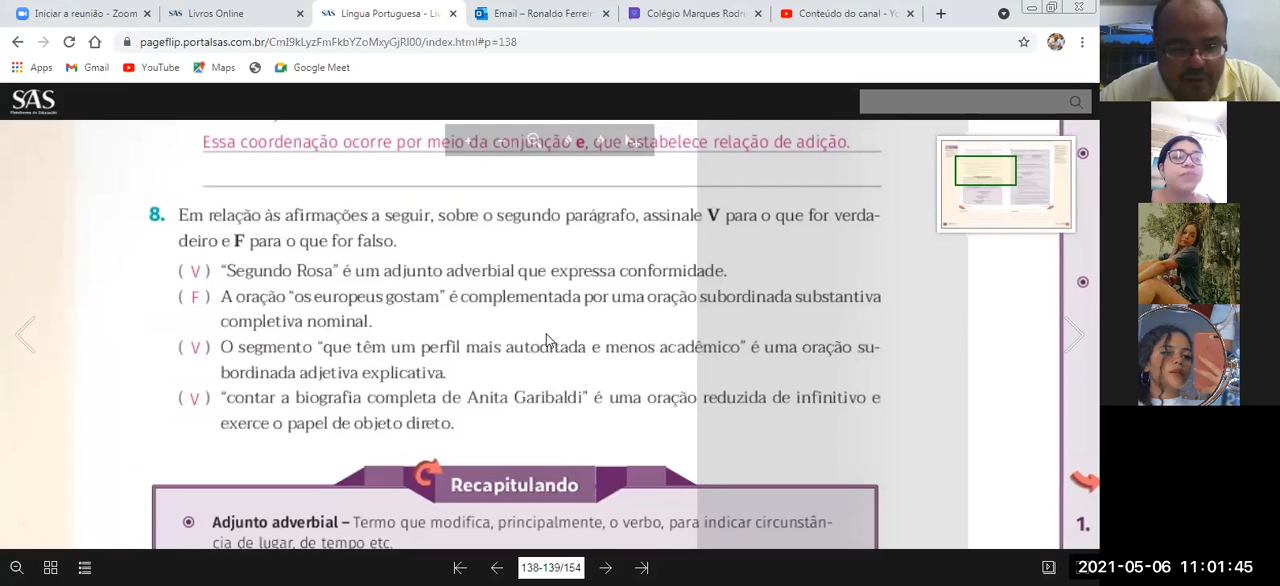 Iniciar a reunião - Zoom
Livros Online
Língua Portuguesa - Liv
Email – Ronaldo Ferreir
Colégio Marques Rodri
Conteúdo do canal - Yo
pageflip.portalsas.com.br/CmI9kLyzFmFkbYZoMxyGjRl00/index.html#p=138
Apps
Gmail
YouTube
Maps
Google Meet
SAS
Plataforma de Educação
Essa coordenação ocorre por meio da conjunção e, que estabelece relação de adição.
8. Em relação às afirmações a seguir, sobre o segundo parágrafo, assinale V para o que for verda-
deiro e F para o que for falso.
( V ) “Segundo Rosa” é um adjunto adverbial que expressa conformidade.
( F ) A oração “os europeus gostam” é complementada por uma oração subordinada substantiva
completiva nominal.
( V ) O segmento “que têm um perfil mais autoditada e menos acadêmico” é uma oração su-
bordinada adjetiva explicativa.
( V ) “contar a biografia completa de Anita Garibaldi” é uma oração reduzida de infinitivo e
exerce o papel de objeto direto.
Recapitulando
Adjunto adverbial – Termo que modifica, principalmente, o verbo, para indicar circunstân-
cia de lugar, de tempo etc.
1.
138-139/154
2021-05-06 11:01:45